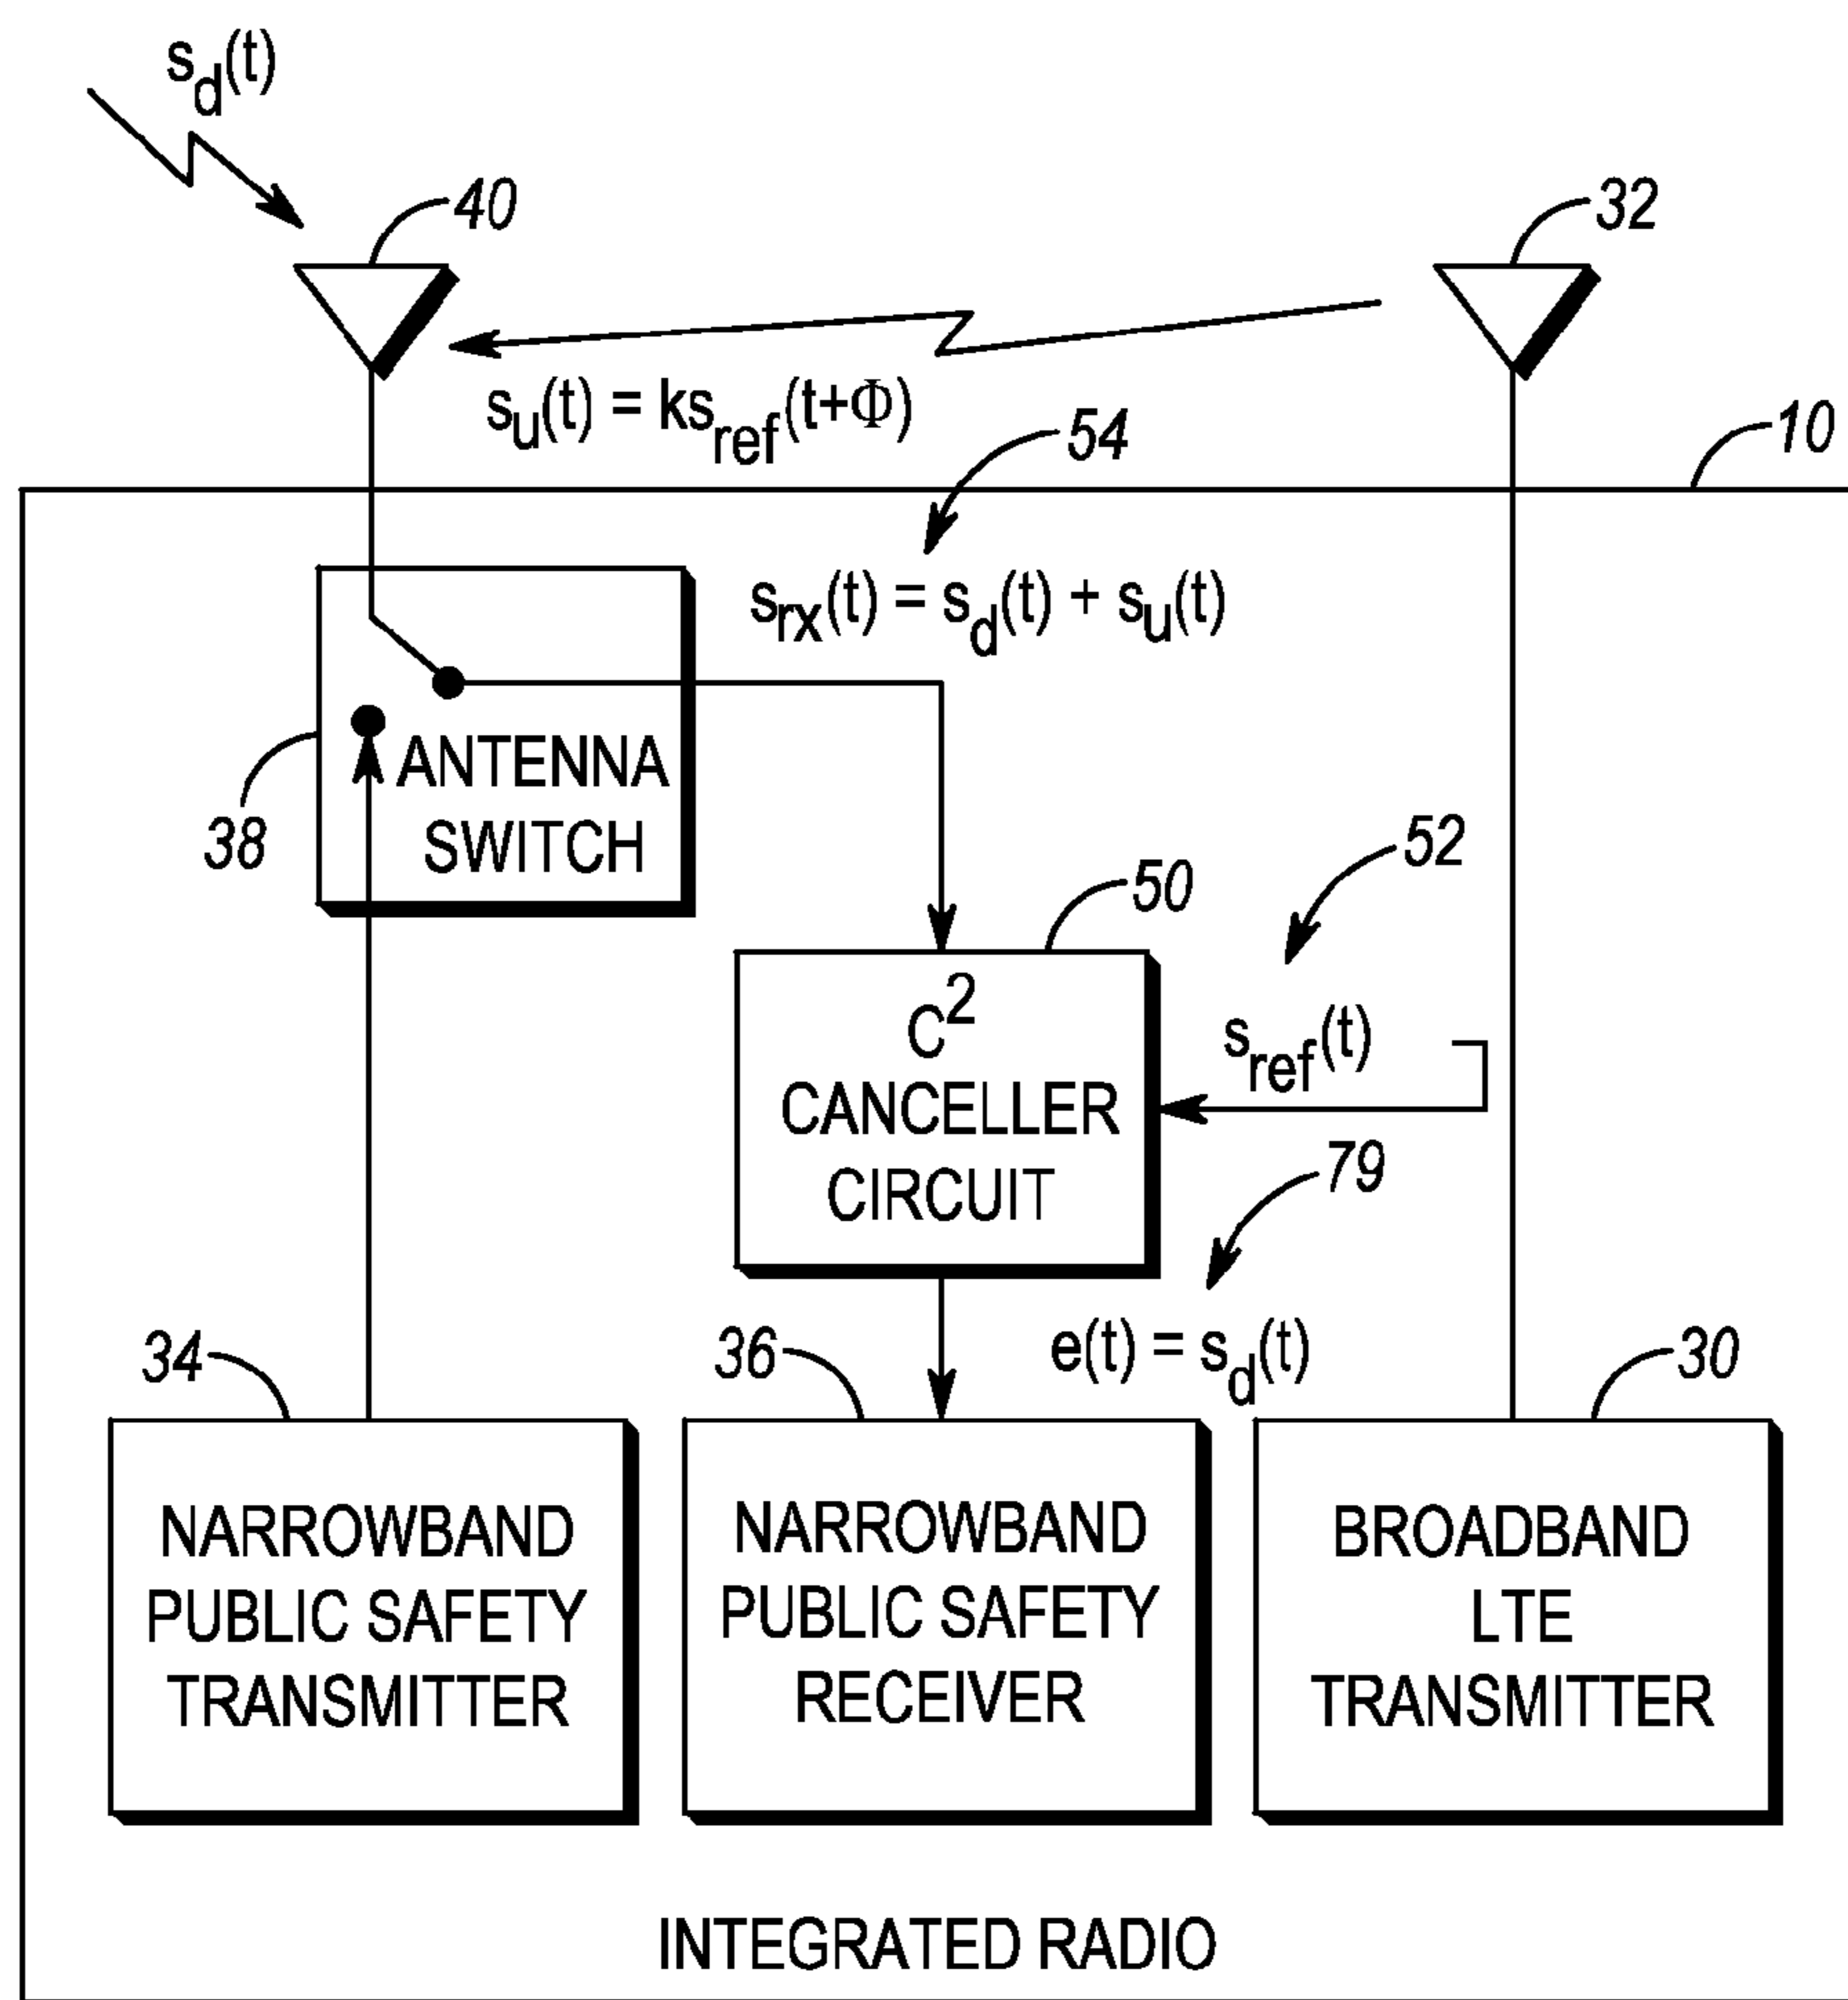 s_d(t)
40
32
s_u(t) = ks_ref(t+Φ)
54
10
s_rx(t) = s_d(t) + s_u(t)
ANTENNA
SWITCH
38
52
50
C²
CANCELLER
CIRCUIT
s_ref(t)
79
34
36
e(t) = s_d(t)
30
NARROWBAND
PUBLIC SAFETY
TRANSMITTER
NARROWBAND
PUBLIC SAFETY
RECEIVER
BROADBAND
LTE
TRANSMITTER
INTEGRATED RADIO